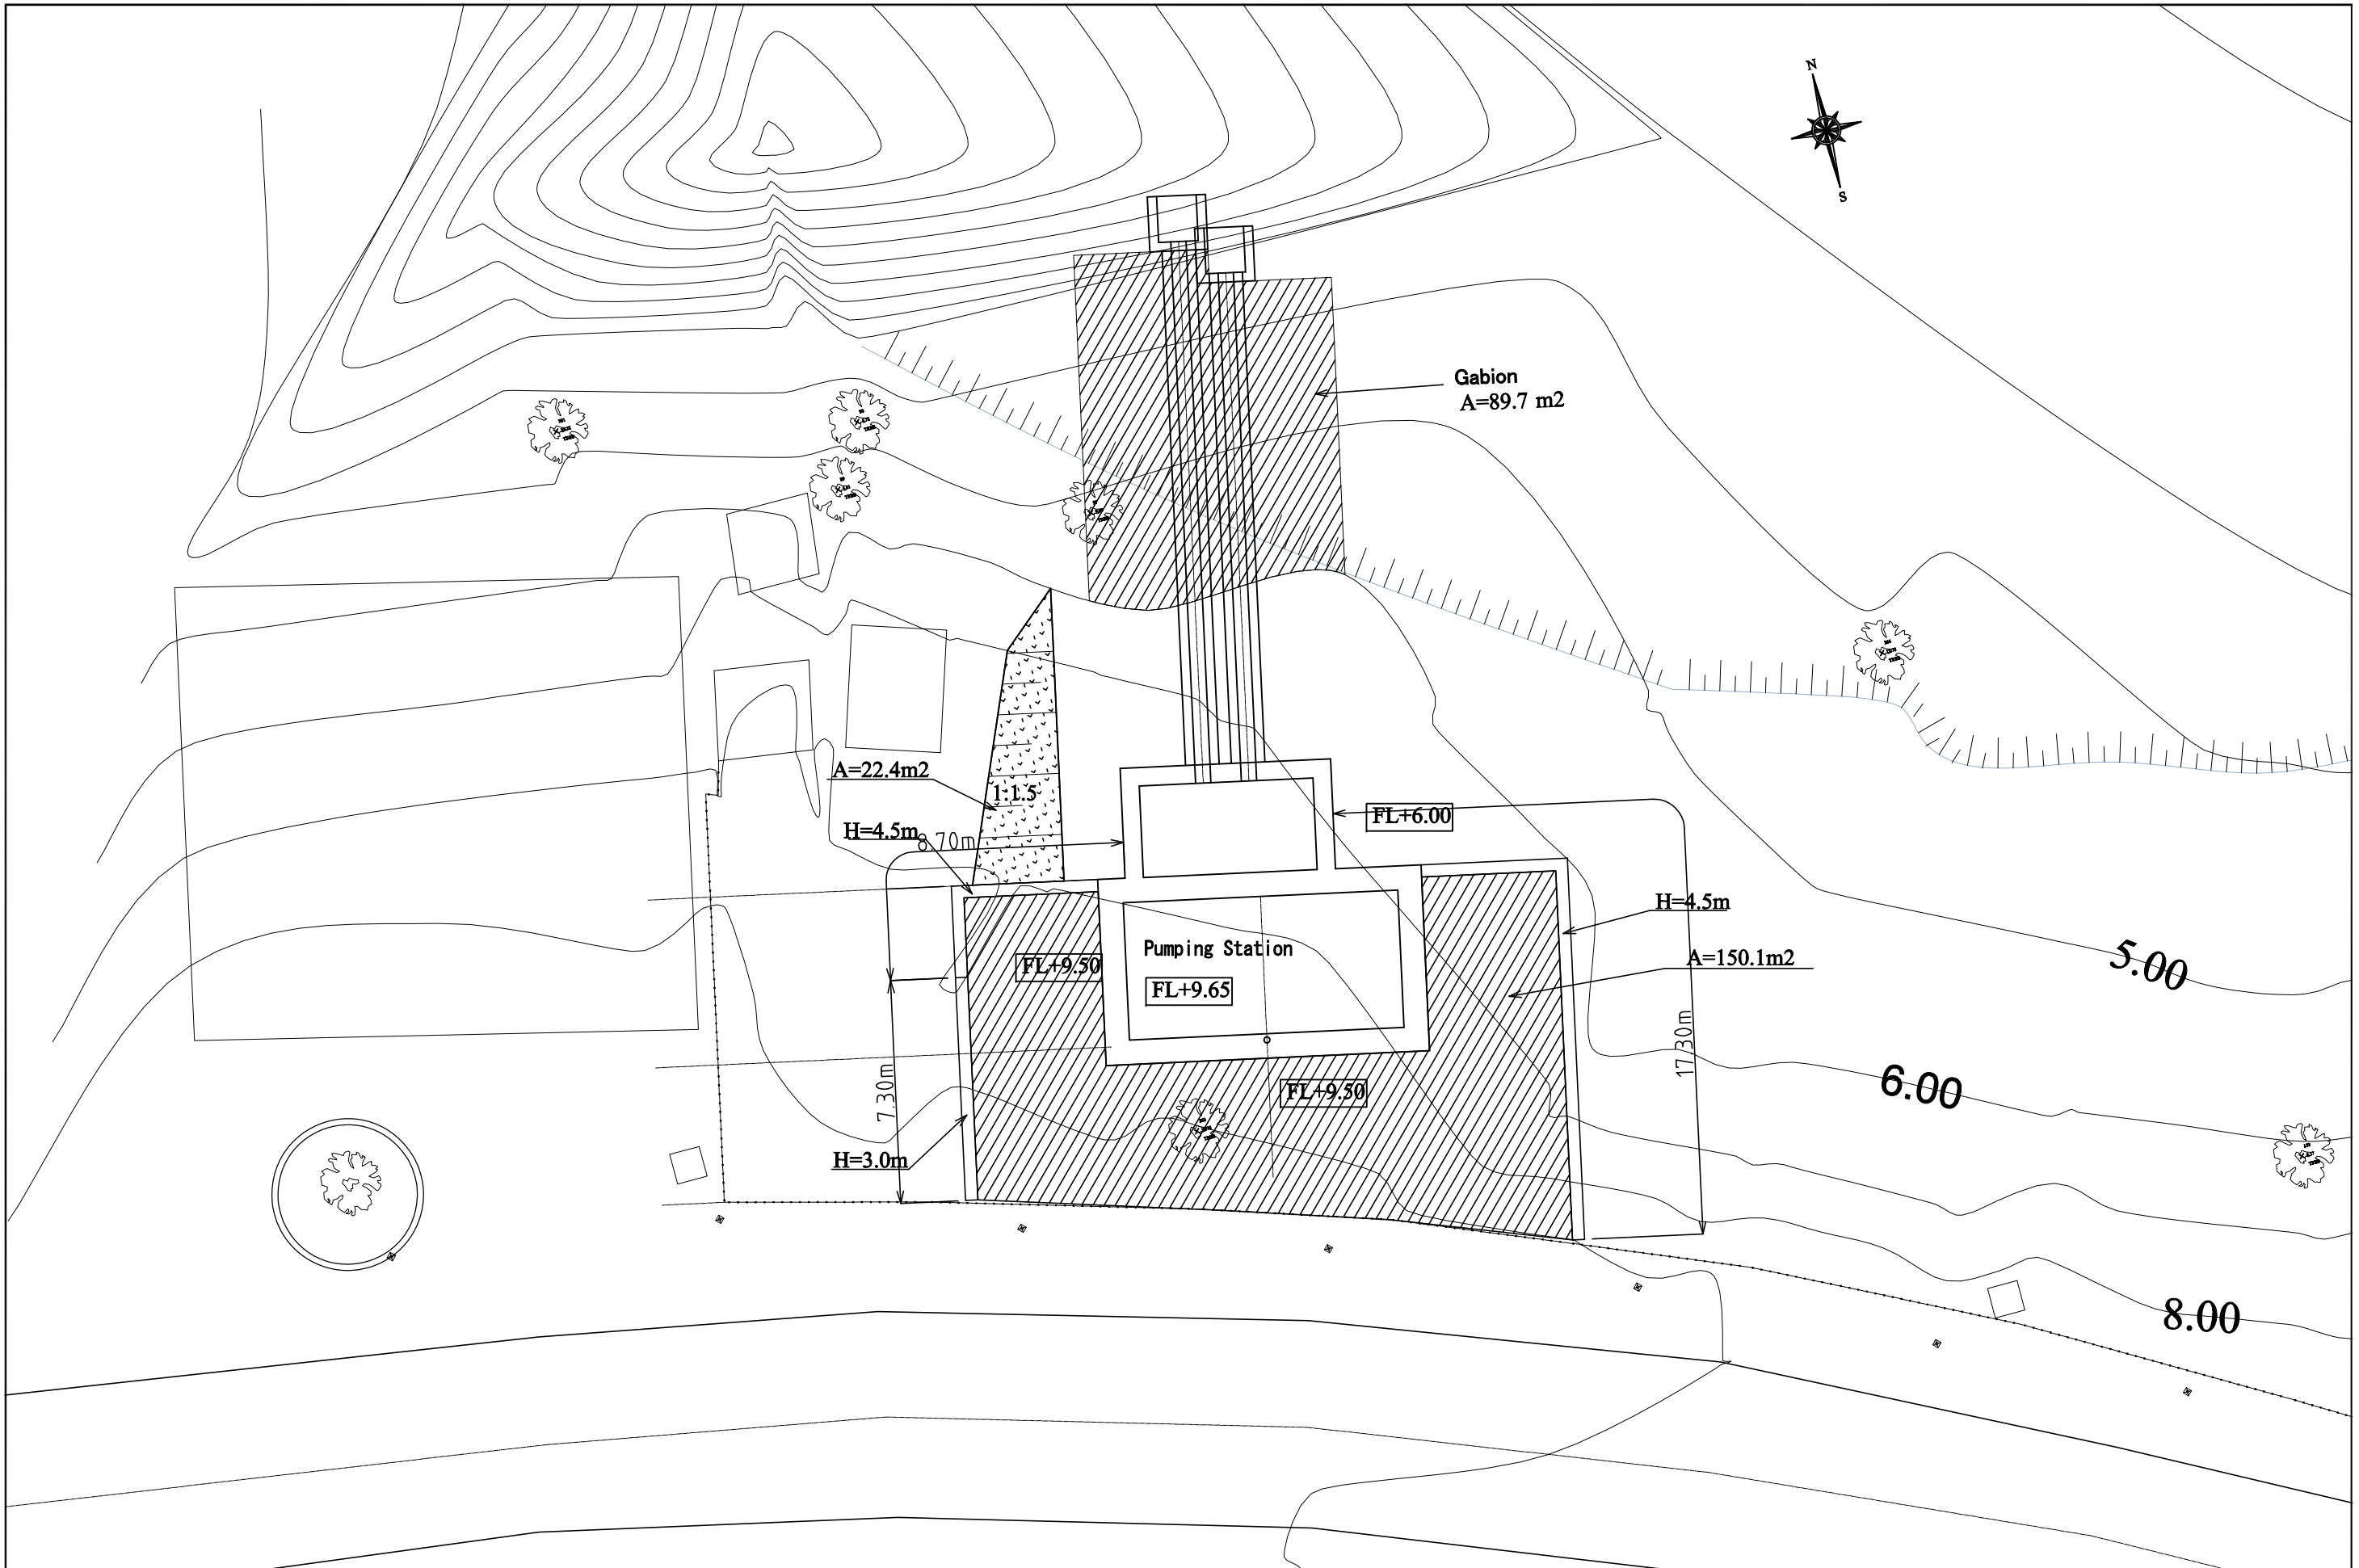 N
S
Gabion
A=89.7 m2
A=22.4m2
1:1.5
FL+6.00
H=4.5m
8.70m
H=4.5m
Pumping Station
FL+9.50
A=150.1m2
5.00
FL+9.65
17.30m
7.30m
FL+9.50
6.00
H=3.0m
8.00